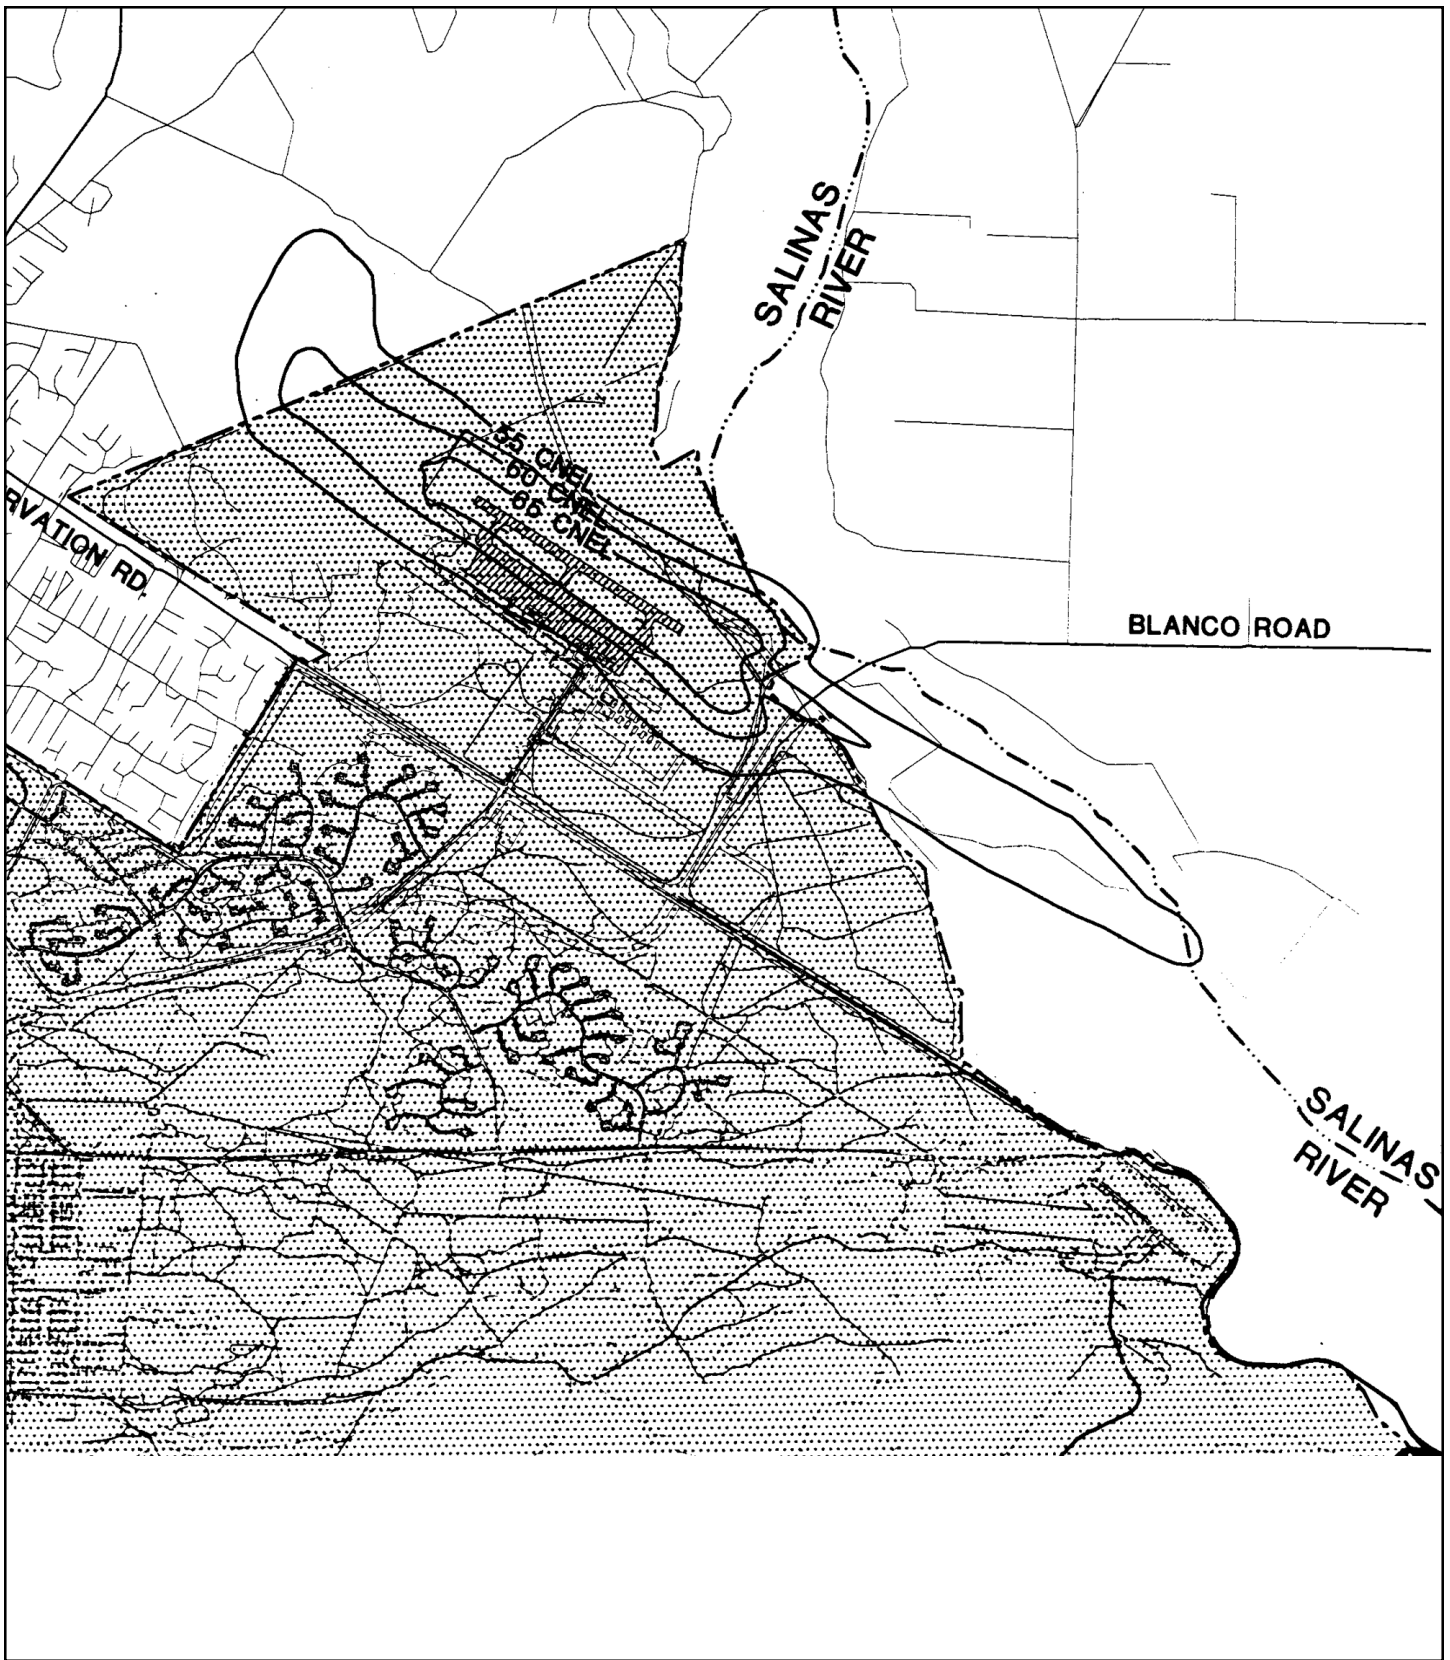 SALINAS
RIVER
55 CNEL
60 CNEL
65 CNEL
RVATION RD.
BLANCO ROAD
SALINAS
RIVER